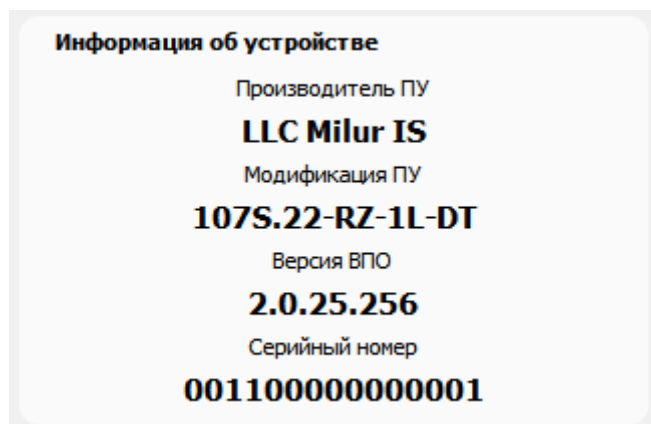 Информация об устройстве
Производитель ПУ
LLC Milur IS
Модификация ПУ
107S.22-RZ-1L-DT
Версия ВПО
2.0.25.256
Серийный номер
001100000000001